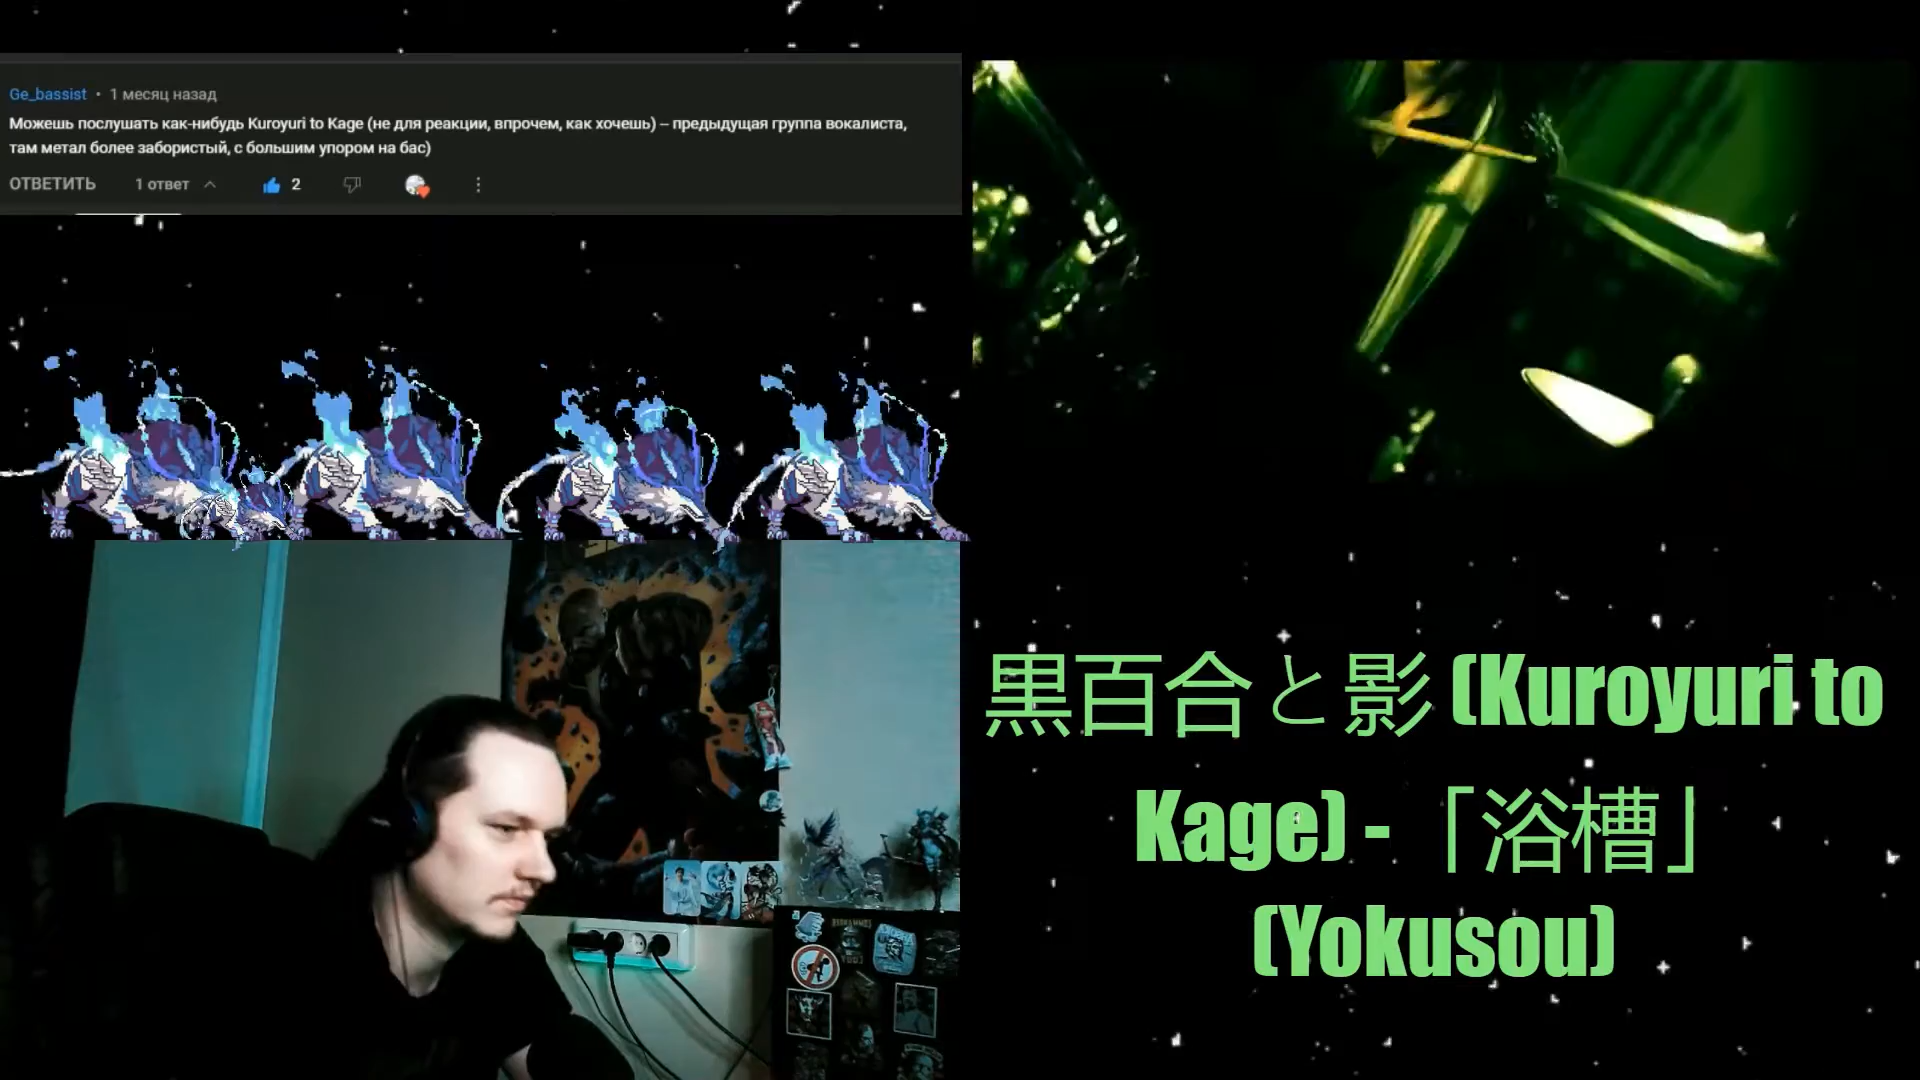 Ge_bassist • 1 месяц назад
Можешь послушать как-нибудь Kuroyuri to Kage (не для реакции, впрочем, как хочешь) – предыдущая группа вокалиста,
там метал более забористый, с большим упором на бас)
ОТВЕТИТЬ 1 ответ 2
黒百合と影 (Kuroyuri to
Kage) -「浴槽」
(Yokusou)